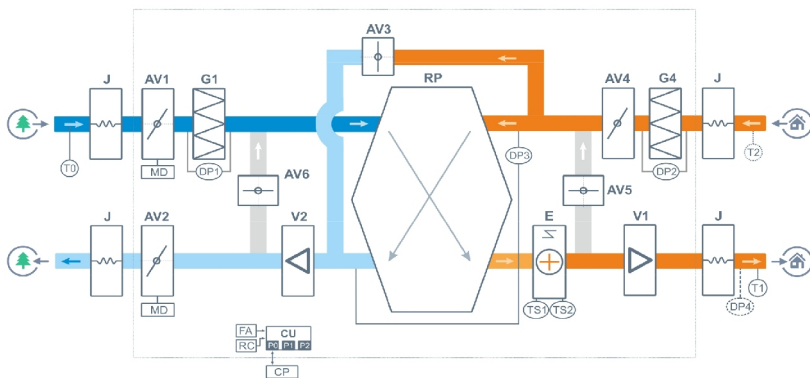 AV3
J
AV1
G1
RP
AV4
G4
J
T0
MD
DP1
DP3
DP2
T2
AV6
AV5
J
AV2
V2
E
V1
J
MD
TS1
TS2
DP4
T1
FA
CU
RC
P0
P1
P2
CP